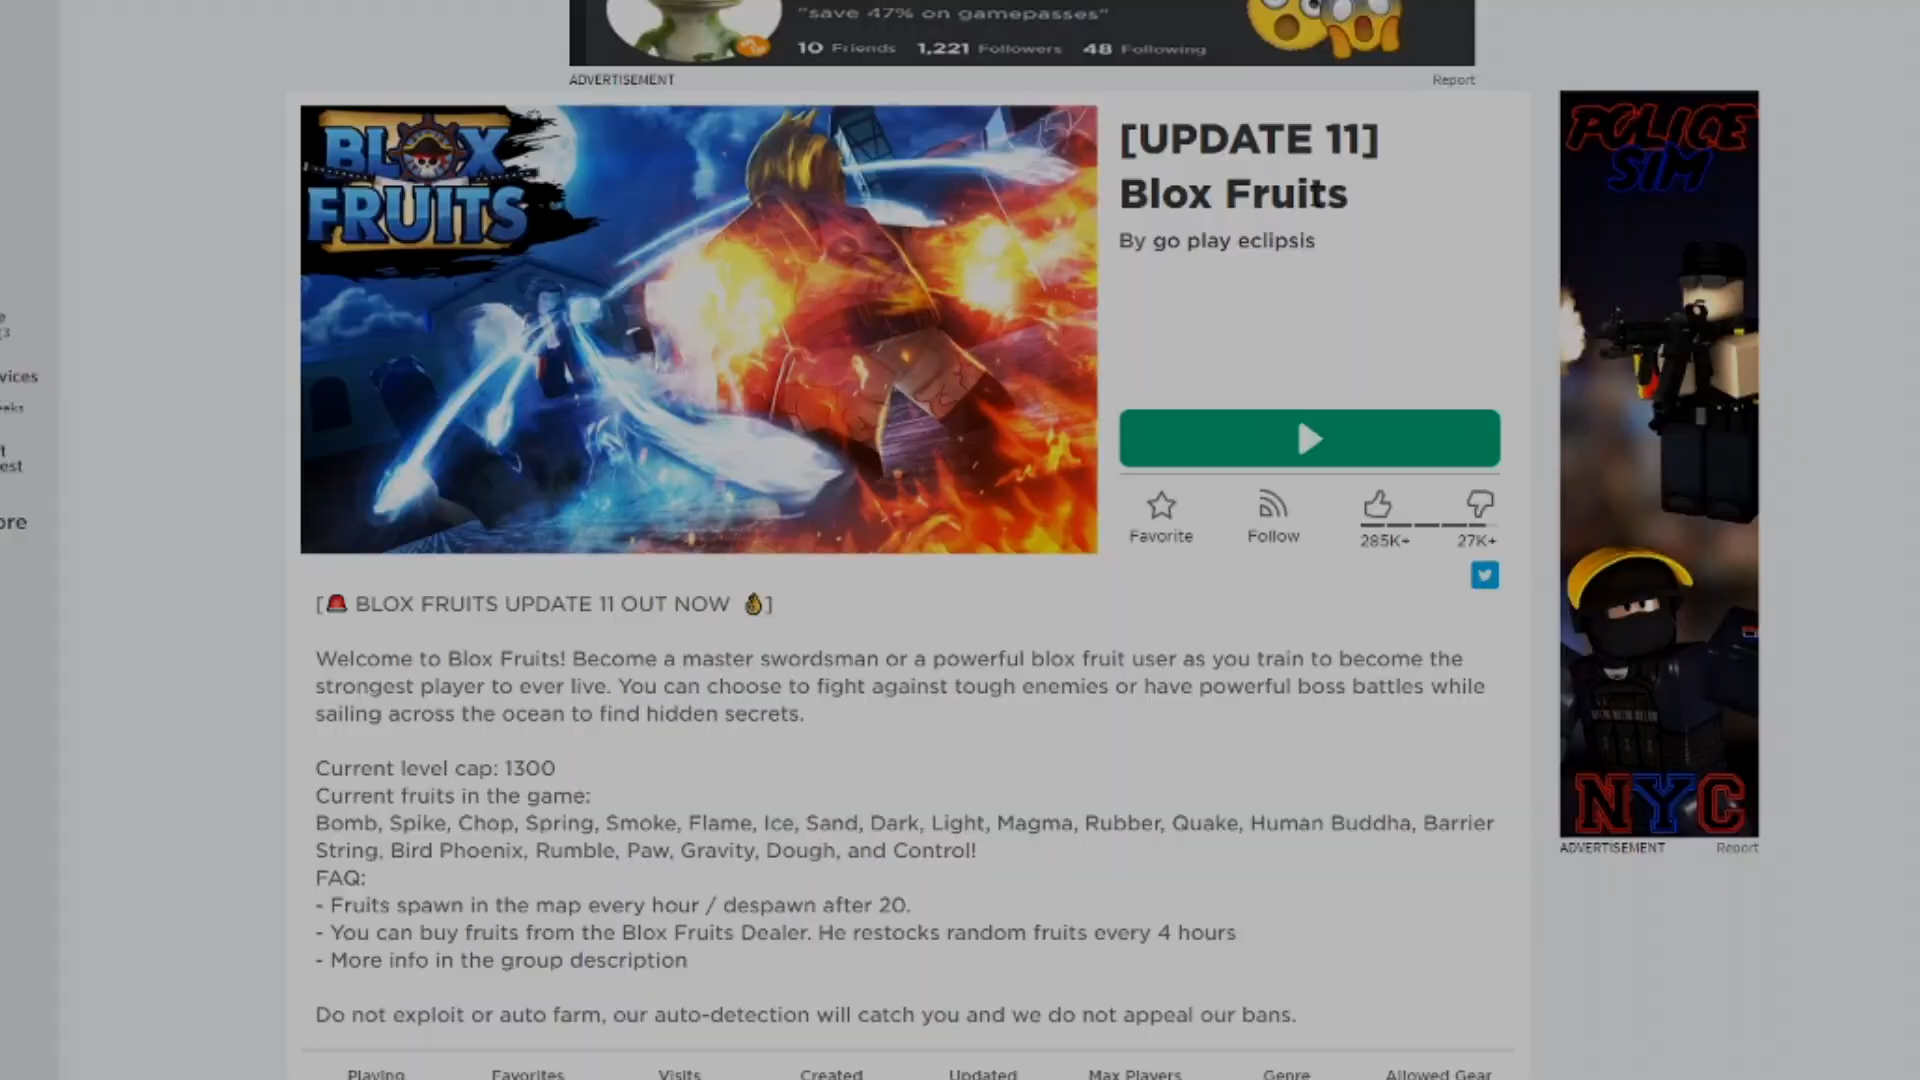 "save 47% on gamepasses"
10 Friends 1,221 Followers 48 Following
ADVERTISEMENT
Report
BLOX
FRUITS
[UPDATE 11]
Blox Fruits
By go play eclipsis
Favorite
Follow
285K+
27K+
[🚨 BLOX FRUITS UPDATE 11 OUT NOW 👌]
Welcome to Blox Fruits! Become a master swordsman or a powerful blox fruit user as you train to become the
strongest player to ever live. You can choose to fight against tough enemies or have powerful boss battles while
sailing across the ocean to find hidden secrets.
Current level cap: 1300
Current fruits in the game:
Bomb, Spike, Chop, Spring, Smoke, Flame, Ice, Sand, Dark, Light, Magma, Rubber, Quake, Human Buddha, Barrier
String, Bird Phoenix, Rumble, Paw, Gravity, Dough, and Control!
FAQ:
- Fruits spawn in the map every hour / despawn after 20.
- You can buy fruits from the Blox Fruits Dealer. He restocks random fruits every 4 hours
- More info in the group description
Do not exploit or auto farm, our auto-detection will catch you and we do not appeal our bans.
Playing Favorites Visits Created Updated Max Players Genre Allowed Gear
POLICE
SIM
NYC
ADVERTISEMENT
Report
vices
eeks
est
ore